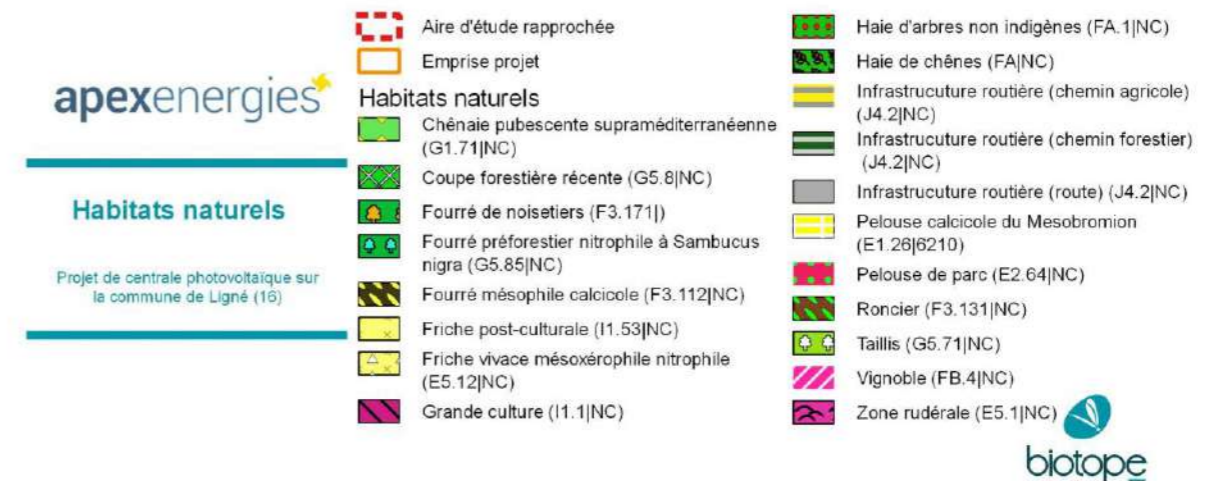 apexenergies
Habitats naturels
Projet de centrale photovoltaïque sur
la commune de Ligné (16)
Aire d'étude rapprochée
Emprise projet
Habitats naturels
Chênaie pubescente supraméditerranéenne
(G1.71|NC)
Coupe forestière récente (G5.8|NC)
Fourré de noisetiers (F3.171|)
Fourré préforestier nitrophile à Sambucus
nigra (G5.85|NC)
Fourré mésophile calcicole (F3.112|NC)
Friche post-culturale (I1.53|NC)
Friche vivace mésoxérophile nitrophile
(E5.12|NC)
Grande culture (I1.1|NC)
Haie d'arbres non indigènes (FA.1|NC)
Haie de chênes (FA|NC)
Infrastrucuture routière (chemin agricole)
(J4.2|NC)
Infrastrucuture routière (chemin forestier)
(J4.2|NC)
Infrastrucuture routière (route) (J4.2|NC)
Pelouse calcicole du Mesobromion
(E1.26|6210)
Pelouse de parc (E2.64|NC)
Roncier (F3.131|NC)
Taillis (G5.71|NC)
Vignoble (FB.4|NC)
Zone rudérale (E5.1|NC)
biotope